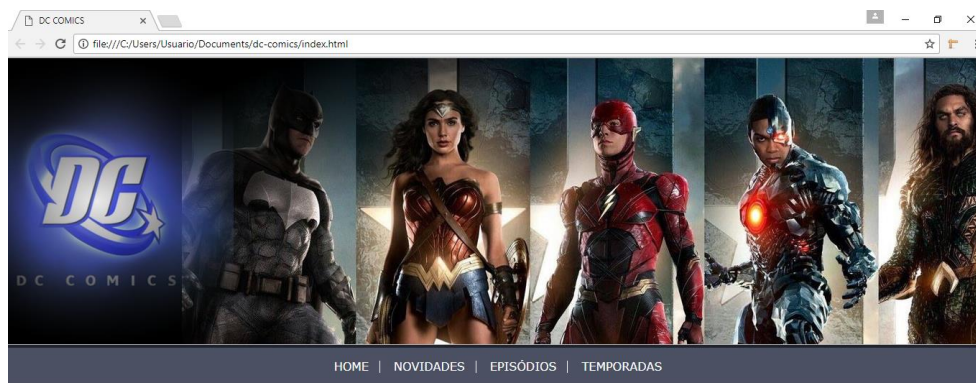 DC COMICS
file:///C:/Users/Usuario/Documents/dc-comics/index.html
DC
DC COMICS
HOME | NOVIDADES | EPISÓDIOS | TEMPORADAS